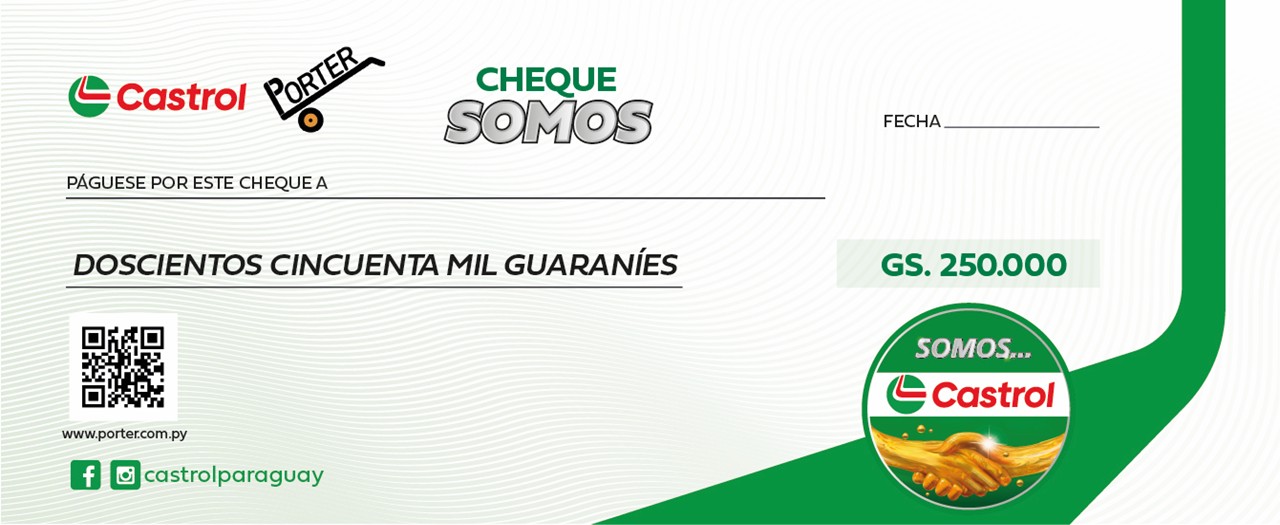 Castrol
PORTER
CHEQUE
SOMOS
FECHA
PÁGUESE POR ESTE CHEQUE A
DOSCIENTOS CINCUENTA MIL GUARANÍES
GS. 250.000
SOMOS...
Castrol
www.porter.com.py
castrolparaguay